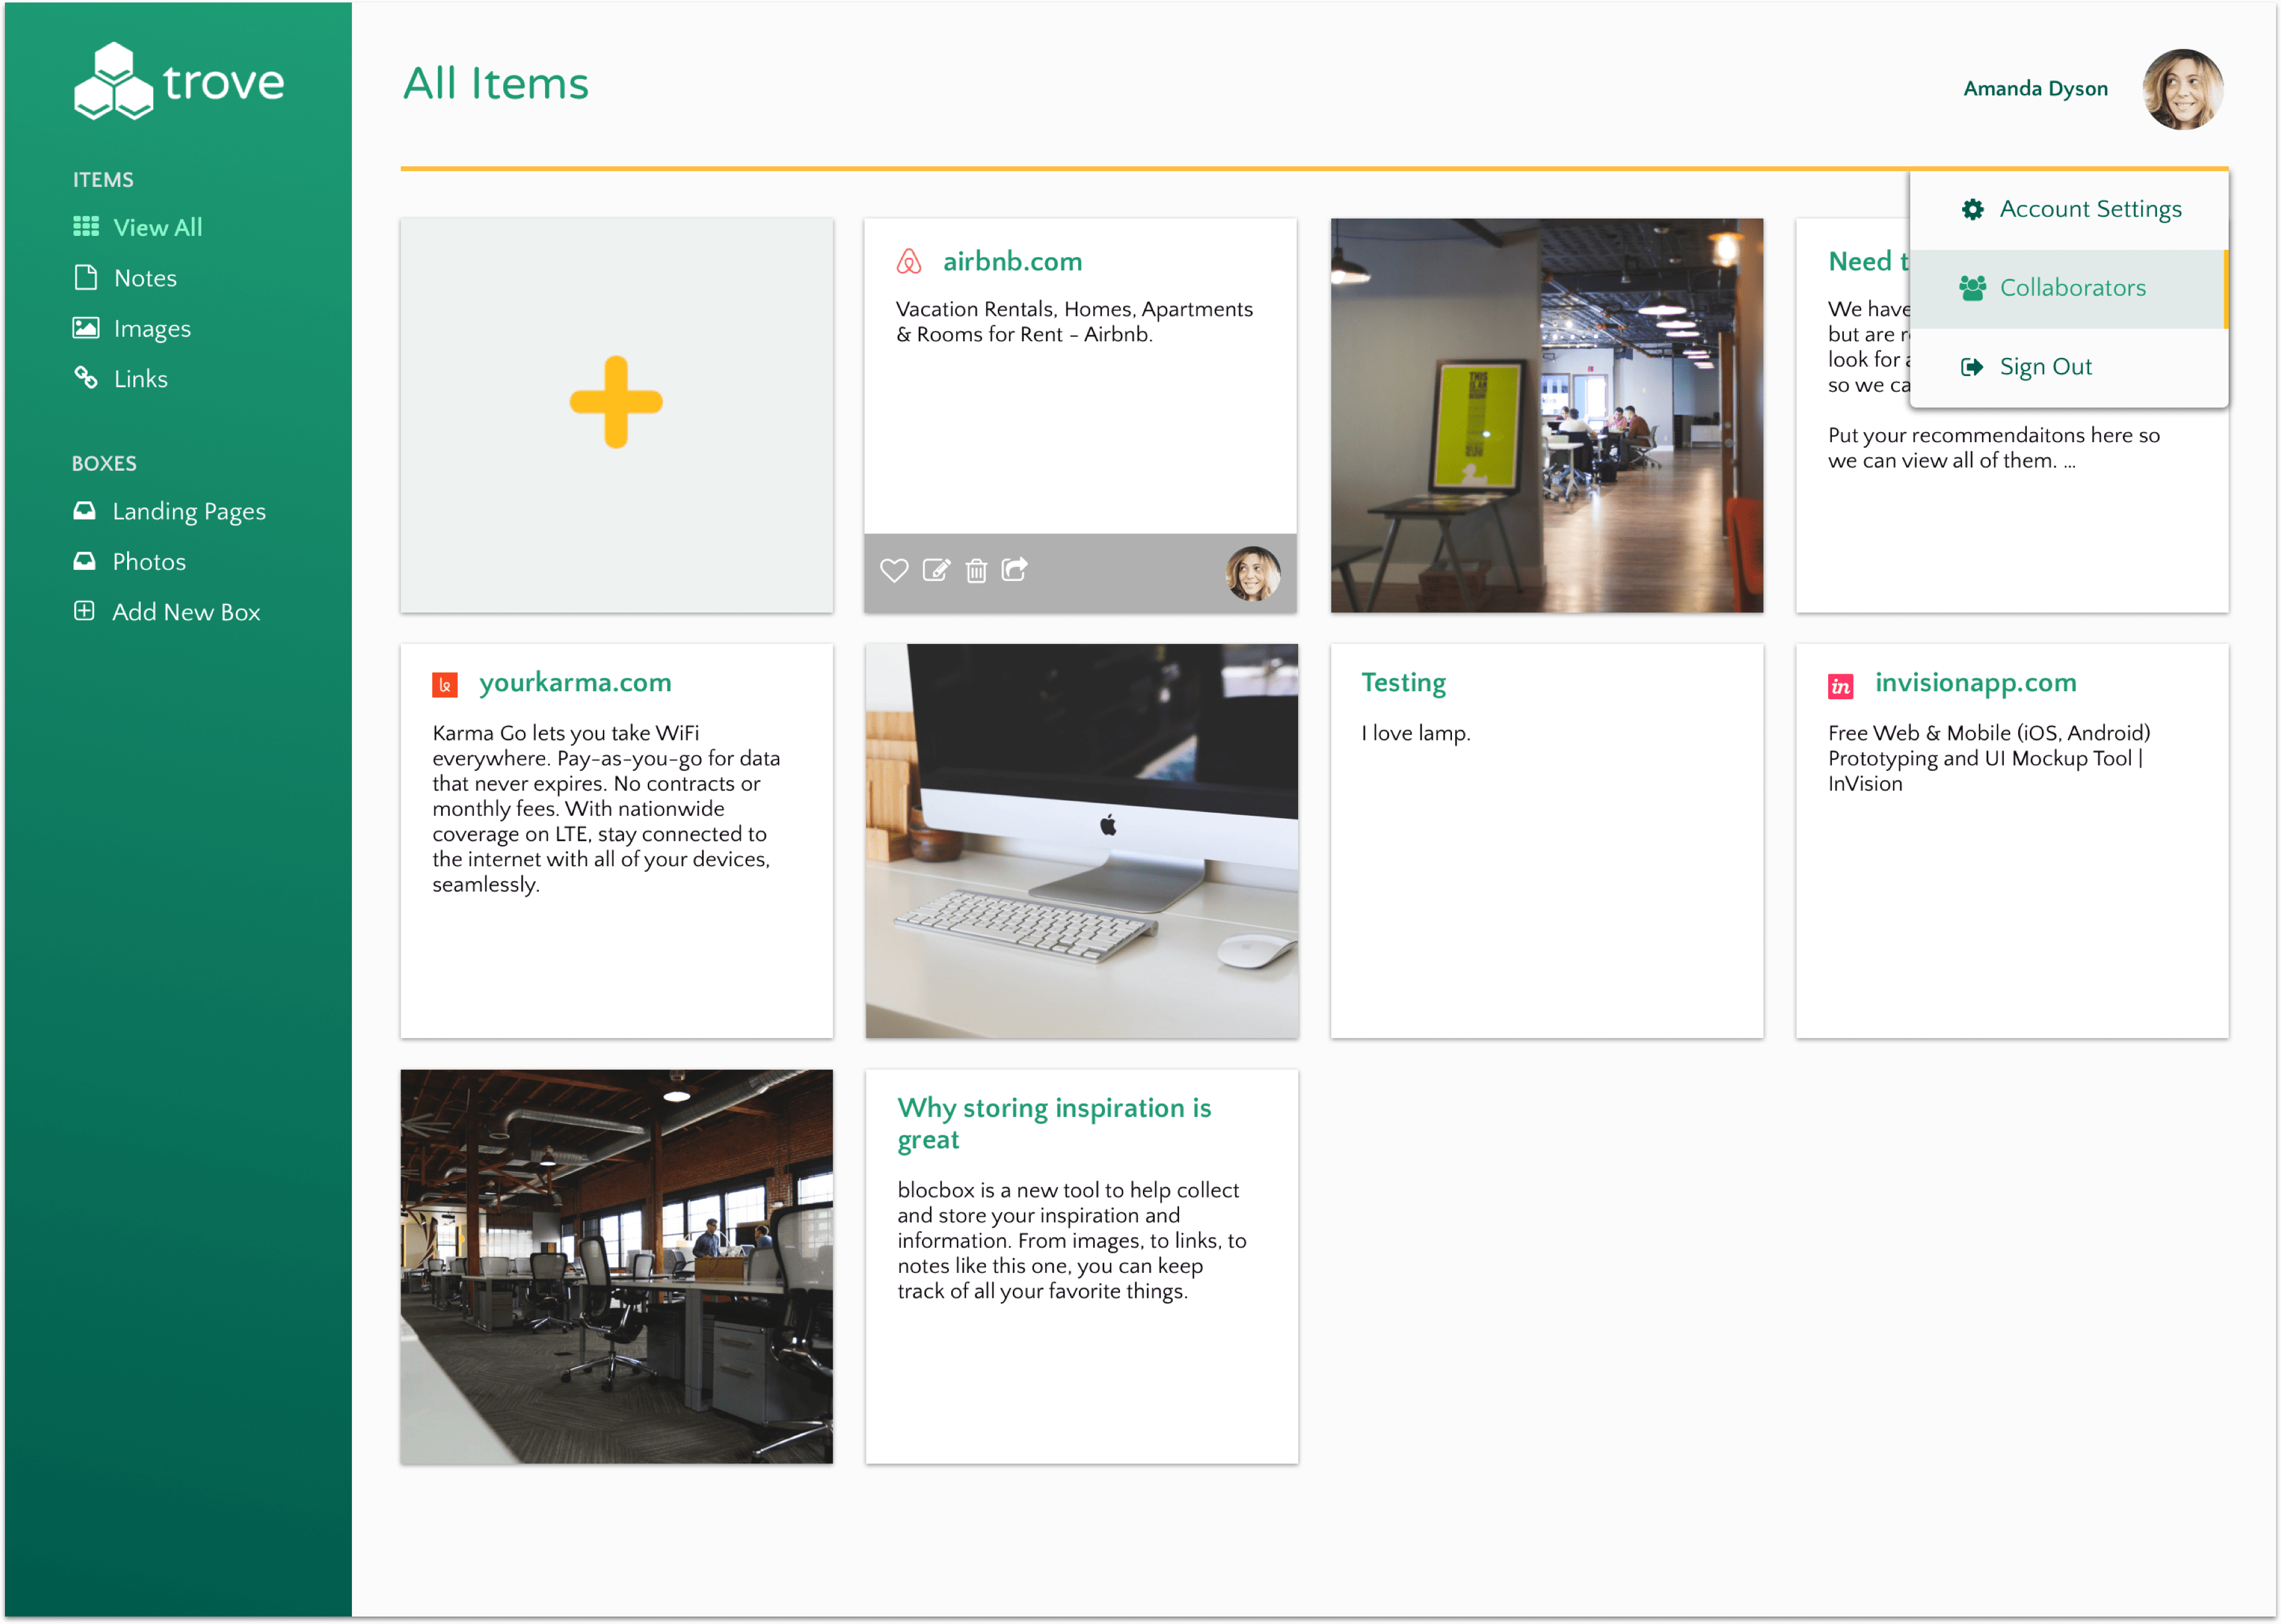 trove
ITEMS
View All
Notes
Images
Links
BOXES
Landing Pages
Photos
Add New Box
All Items
Amanda Dyson
Account Settings
Collaborators
Sign Out
airbnb.com
Vacation Rentals, Homes, Apartments
& Rooms for Rent - Airbnb.
THIS
IS AN
Need t
We have
but are r
look for a
so we ca
Put your recommendaitons here so
we can view all of them. ...
yourkarma.com
Karma Go lets you take WiFi
everywhere. Pay-as-you-go for data
that never expires. No contracts or
monthly fees. With nationwide
coverage on LTE, stay connected to
the internet with all of your devices,
seamlessly.
Testing
I love lamp.
in invisionapp.com
Free Web & Mobile (iOS, Android)
Prototyping and UI Mockup Tool |
InVision
Why storing inspiration is
great
blocbox is a new tool to help collect
and store your inspiration and
information. From images, to links, to
notes like this one, you can keep
track of all your favorite things.